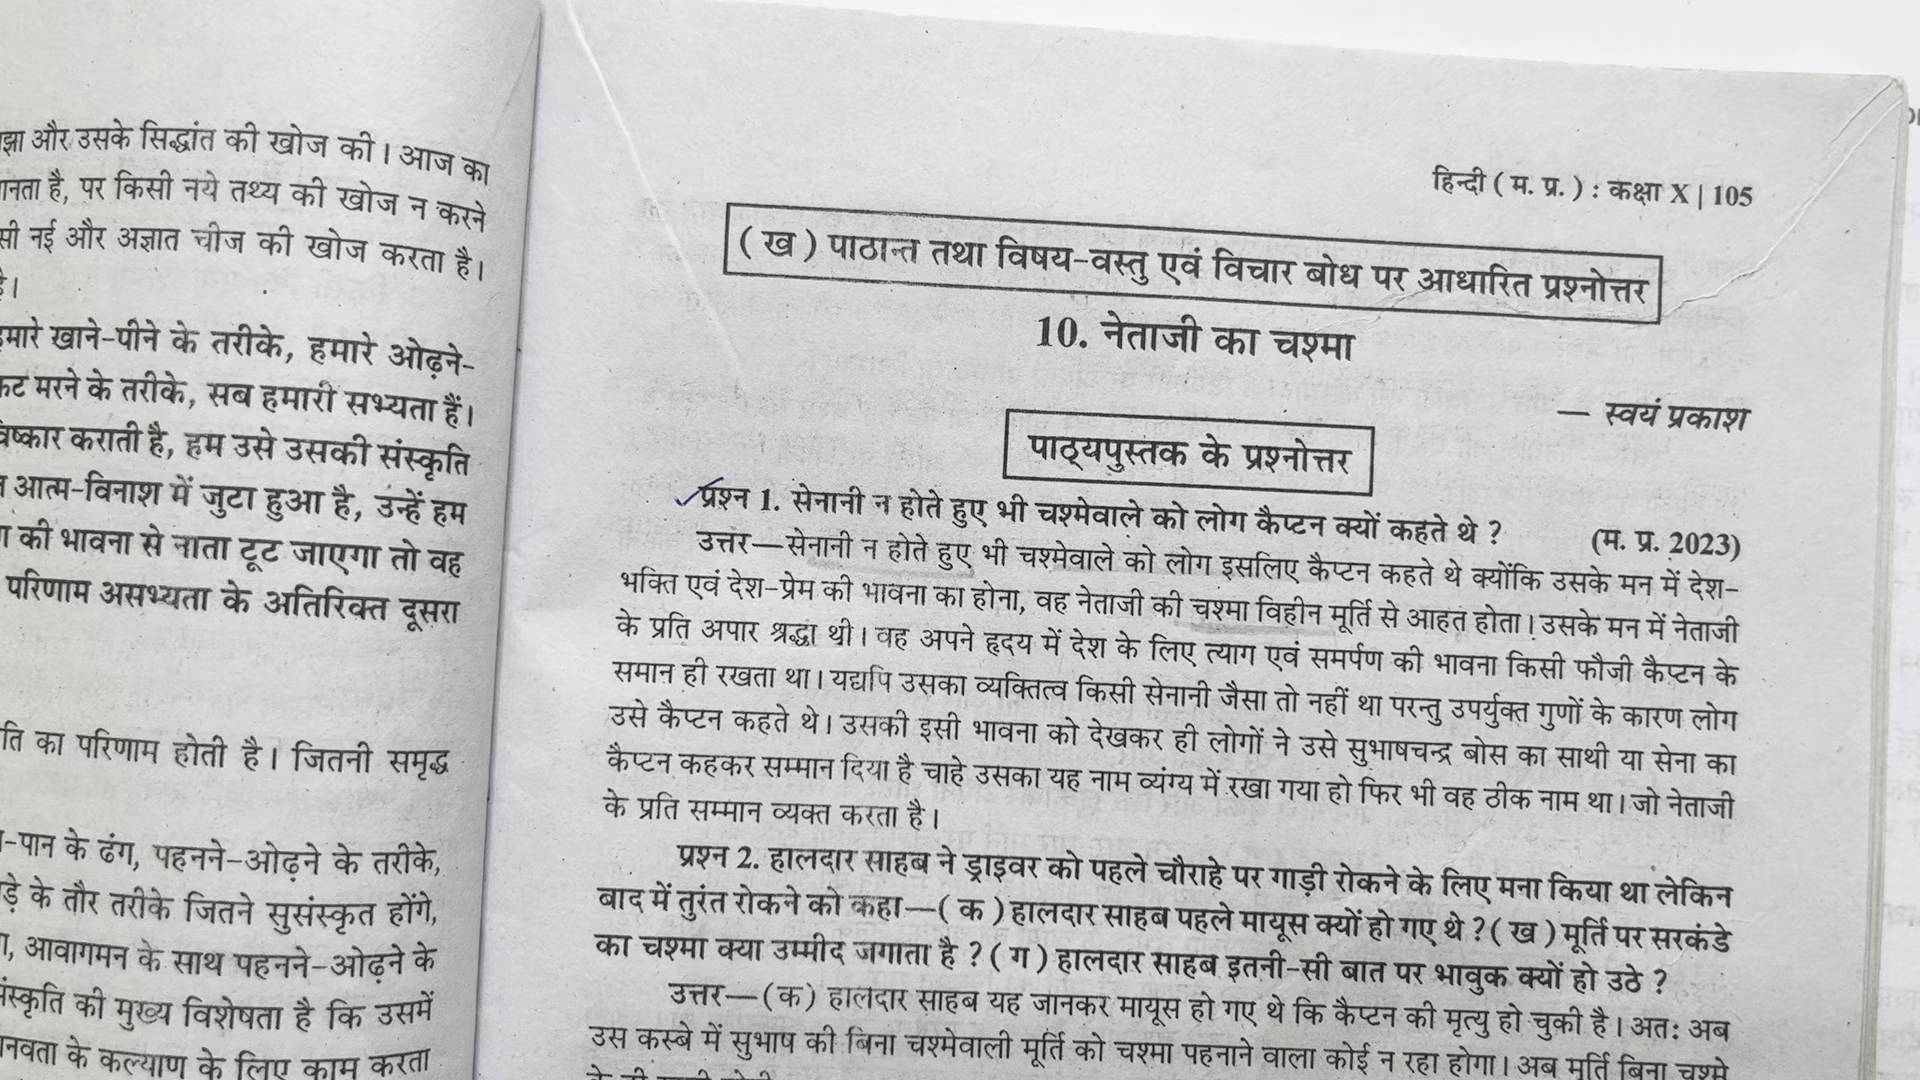 और उसके सिद्धांत की खोज की। आज का
है, पर किसी नये तथ्य की खोज न करने
नई और अज्ञात चीज की खोज करता है।
है।
हमारे खाने-पीने के तरीके, हमारे ओढ़ने-
कट मरने के तरीके, सब हमारी सभ्यता हैं।
कराती है, हम उसे उसकी संस्कृति
आत्म-विनाश में जुटा हुआ है, उन्हें हम
की भावना से नाता टूट जाएगा तो वह
परिणाम असभ्यता के अतिरिक्त दूसरा
का परिणाम होती है। जितनी समृद्ध
-पान के ढंग, पहनने-ओढ़ने के तरीके,
के तौर तरीके जितने सुसंस्कृत होंगे,
आवागमन के साथ पहनने-ओढ़ने के
संस्कृति की मुख्य विशेषता है कि उसमें
के कल्याण के लिए काम करता
हिन्दी ( म. प्र. ) : कक्षा X | 105
( ख ) पाठान्त तथा विषय-वस्तु एवं विचार बोध पर आधारित प्रश्नोत्तर
10. नेताजी का चश्मा
— स्वयं प्रकाश
पाठ्यपुस्तक के प्रश्नोत्तर
प्रश्न 1. सेनानी न होते हुए भी चश्मेवाले को लोग कैप्टन क्यों कहते थे ? (म. प्र. 2023)
उत्तर—सेनानी न होते हुए भी चश्मेवाले को लोग इसलिए कैप्टन कहते थे क्योंकि उसके मन में देश-
भक्ति एवं देश-प्रेम की भावना का होना, वह नेताजी की चश्मा विहीन मूर्ति से आहत होता। उसके मन में नेताजी
के प्रति अपार श्रद्धा थी। वह अपने हृदय में देश के लिए त्याग एवं समर्पण की भावना किसी फौजी कैप्टन के
समान ही रखता था। यद्यपि उसका व्यक्तित्व किसी सेनानी जैसा तो नहीं था परन्तु उपर्युक्त गुणों के कारण लोग
उसे कैप्टन कहते थे। उसकी इसी भावना को देखकर ही लोगों ने उसे सुभाषचन्द्र बोस का साथी या सेना का
कैप्टन कहकर सम्मान दिया है चाहे उसका यह नाम व्यंग्य में रखा गया हो फिर भी वह ठीक नाम था। जो नेताजी
के प्रति सम्मान व्यक्त करता है।
प्रश्न 2. हालदार साहब ने ड्राइवर को पहले चौराहे पर गाड़ी रोकने के लिए मना किया था लेकिन
बाद में तुरंत रोकने को कहा—( क ) हालदार साहब पहले मायूस क्यों हो गए थे ? ( ख ) मूर्ति पर सरकंडे
का चश्मा क्या उम्मीद जगाता है ? ( ग ) हालदार साहब इतनी-सी बात पर भावुक क्यों हो उठे ?
उत्तर—(क) हालदार साहब यह जानकर मायूस हो गए थे कि कैप्टन की मृत्यु हो चुकी है। अतः अब
उस कस्बे में सुभाष की बिना चश्मेवाली मूर्ति को चश्मा पहनाने वाला कोई न रहा होगा। अब मूर्ति बिना चश्मे